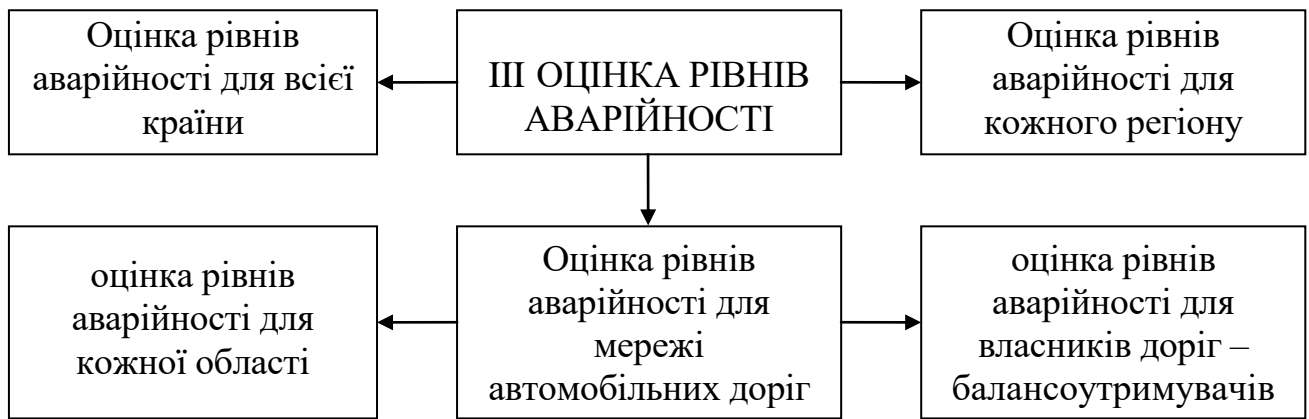 Оцінка рівнів
аварійності для всієї
країни
ІІІ ОЦІНКА РІВНІВ
АВАРІЙНОСТІ
Оцінка рівнів
аварійності для
кожного регіону
оцінка рівнів
аварійності для
кожної області
Оцінка рівнів
аварійності для
мережі
автомобільних доріг
оцінка рівнів
аварійності для
власників доріг –
балансоутримувачів